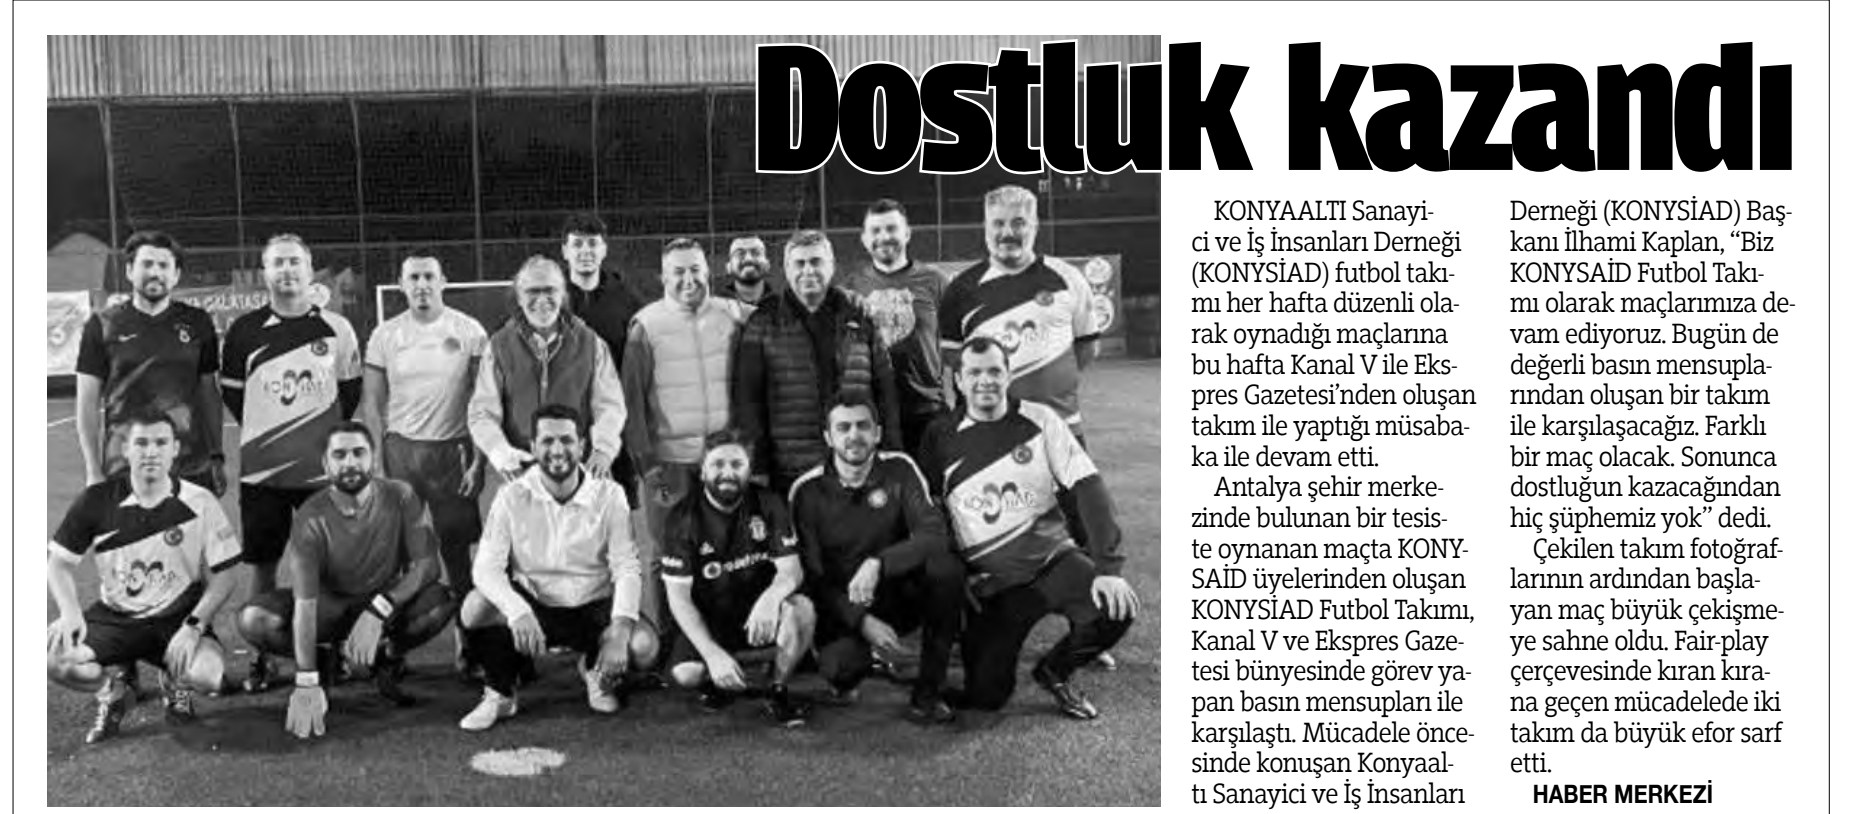 Dostluk kazandı
KONYAALTI Sanayi-
ci ve İş İnsanları Derneği
(KONYSİAD) futbol takı-
mı her hafta düzenli ola-
rak oynadığı maçlarına
bu hafta Kanal V ile Eks-
pres Gazetesi’nden oluşan
takım ile yaptığı müsaba-
ka ile devam etti.
Antalya şehir merke-
zinde bulunan bir tesis-
te oynanan maçta KONY-
SAİD üyelerinden oluşan
KONYSİAD Futbol Takımı,
Kanal V ve Ekspres Gaze-
tesi bünyesinde görev ya-
pan basın mensupları ile
karşılaştı. Mücadele önce-
sinde konuşan Konyaal-
tı Sanayici ve İş İnsanları
Derneği (KONYSİAD) Baş-
kanı İlhami Kaplan, “Biz
KONYSAİD Futbol Takı-
mı olarak maçlarımıza de-
vam ediyoruz. Bugün de
değerli basın mensupla-
rından oluşan bir takım
ile karşılaşacağız. Farklı
bir maç olacak. Sonunca
dostluğun kazacağından
hiç şüphemiz yok” dedi.
Çekilen takım fotoğraf-
larının ardından başla-
yan maç büyük çekişme-
ye sahne oldu. Fair-play
çerçevesinde kıran kıra-
na geçen mücadelede iki
takım da büyük efor sarf
etti.
HABER MERKEZİ